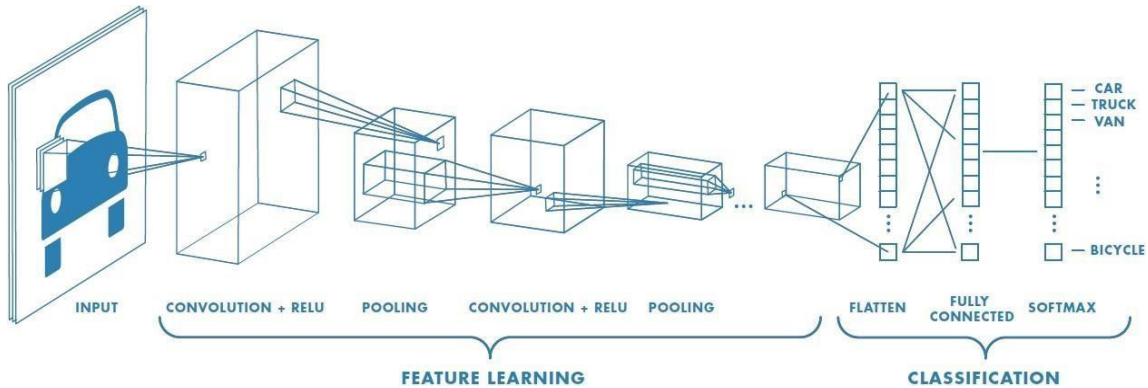 CAR
TRUCK
VAN
BICYCLE
INPUT
CONVOLUTION + RELU
POOLING
CONVOLUTION + RELU
POOLING
FLATTEN
FULLY
CONNECTED
SOFTMAX
FEATURE LEARNING
CLASSIFICATION